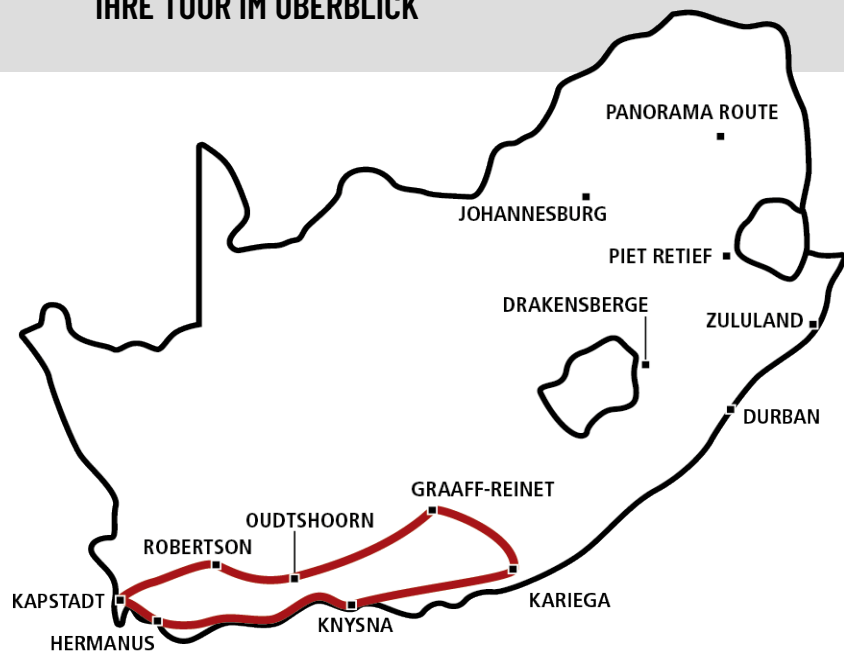 IHRE TOUR IM ÜBERBLICK
PANORAMA ROUTE
JOHANNESBURG
PIET RETIEF
DRAKENSBERGE
ZULULAND
DURBAN
GRAAFF-REINET
OUDTSHOORN
ROBERTSON
KAPSTADT
KARIEGA
KNYSNA
HERMANUS